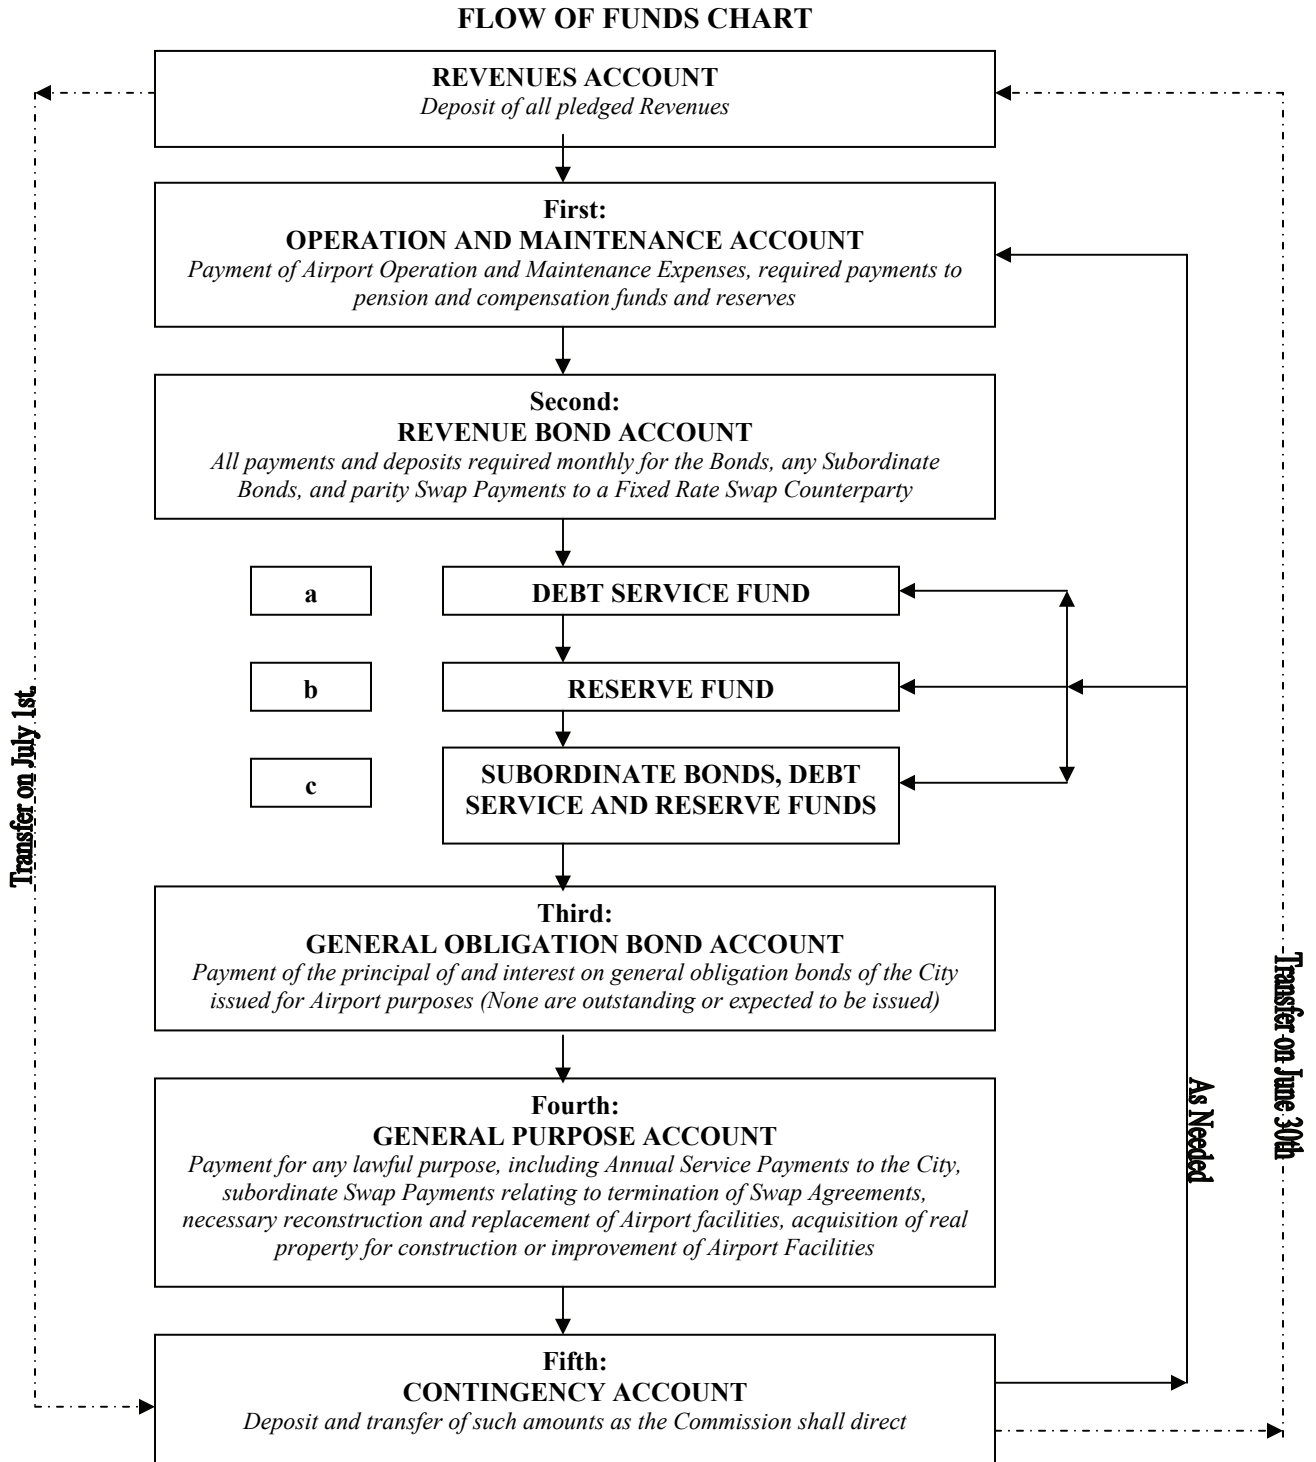 FLOW OF FUNDS CHART
REVENUES ACCOUNT
Deposit of all pledged Revenues
First:
OPERATION AND MAINTENANCE ACCOUNT
Payment of Airport Operation and Maintenance Expenses, required payments to
pension and compensation funds and reserves
Second:
REVENUE BOND ACCOUNT
All payments and deposits required monthly for the Bonds, any Subordinate
Bonds, and parity Swap Payments to a Fixed Rate Swap Counterparty
a
DEBT SERVICE FUND
b
RESERVE FUND
c
SUBORDINATE BONDS, DEBT
SERVICE AND RESERVE FUNDS
Third:
GENERAL OBLIGATION BOND ACCOUNT
Payment of the principal of and interest on general obligation bonds of the City
issued for Airport purposes (None are outstanding or expected to be issued)
Fourth:
GENERAL PURPOSE ACCOUNT
Payment for any lawful purpose, including Annual Service Payments to the City,
subordinate Swap Payments relating to termination of Swap Agreements,
necessary reconstruction and replacement of Airport facilities, acquisition of real
property for construction or improvement of Airport Facilities
Fifth:
CONTINGENCY ACCOUNT
Deposit and transfer of such amounts as the Commission shall direct
Transfer on July 1st.
As Needed
Transfer on June 30th